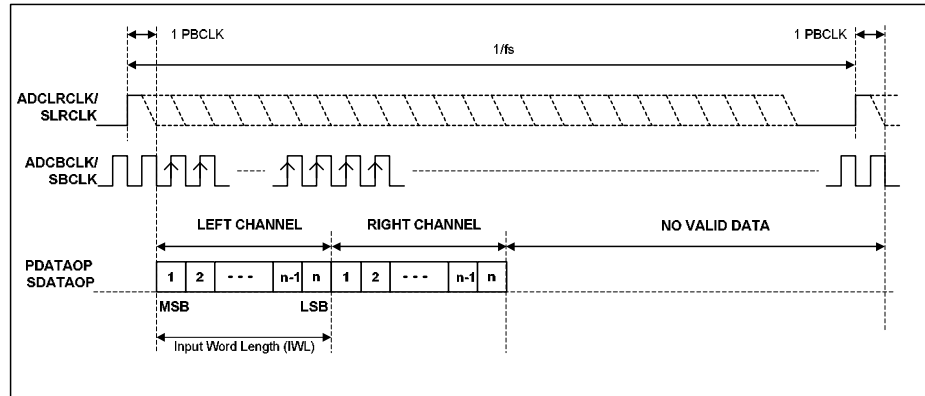 1 PBCLK
1 PBCLK
1/fs
ADCLRCLK/
SLRCLK
ADCBCLK/
SBCLK
LEFT CHANNEL
RIGHT CHANNEL
NO VALID DATA
PDATAOP
SDATAOP
1 2 - - - n-1 n 1 2 - - - n-1 n
MSB
LSB
Input Word Length (IWL)